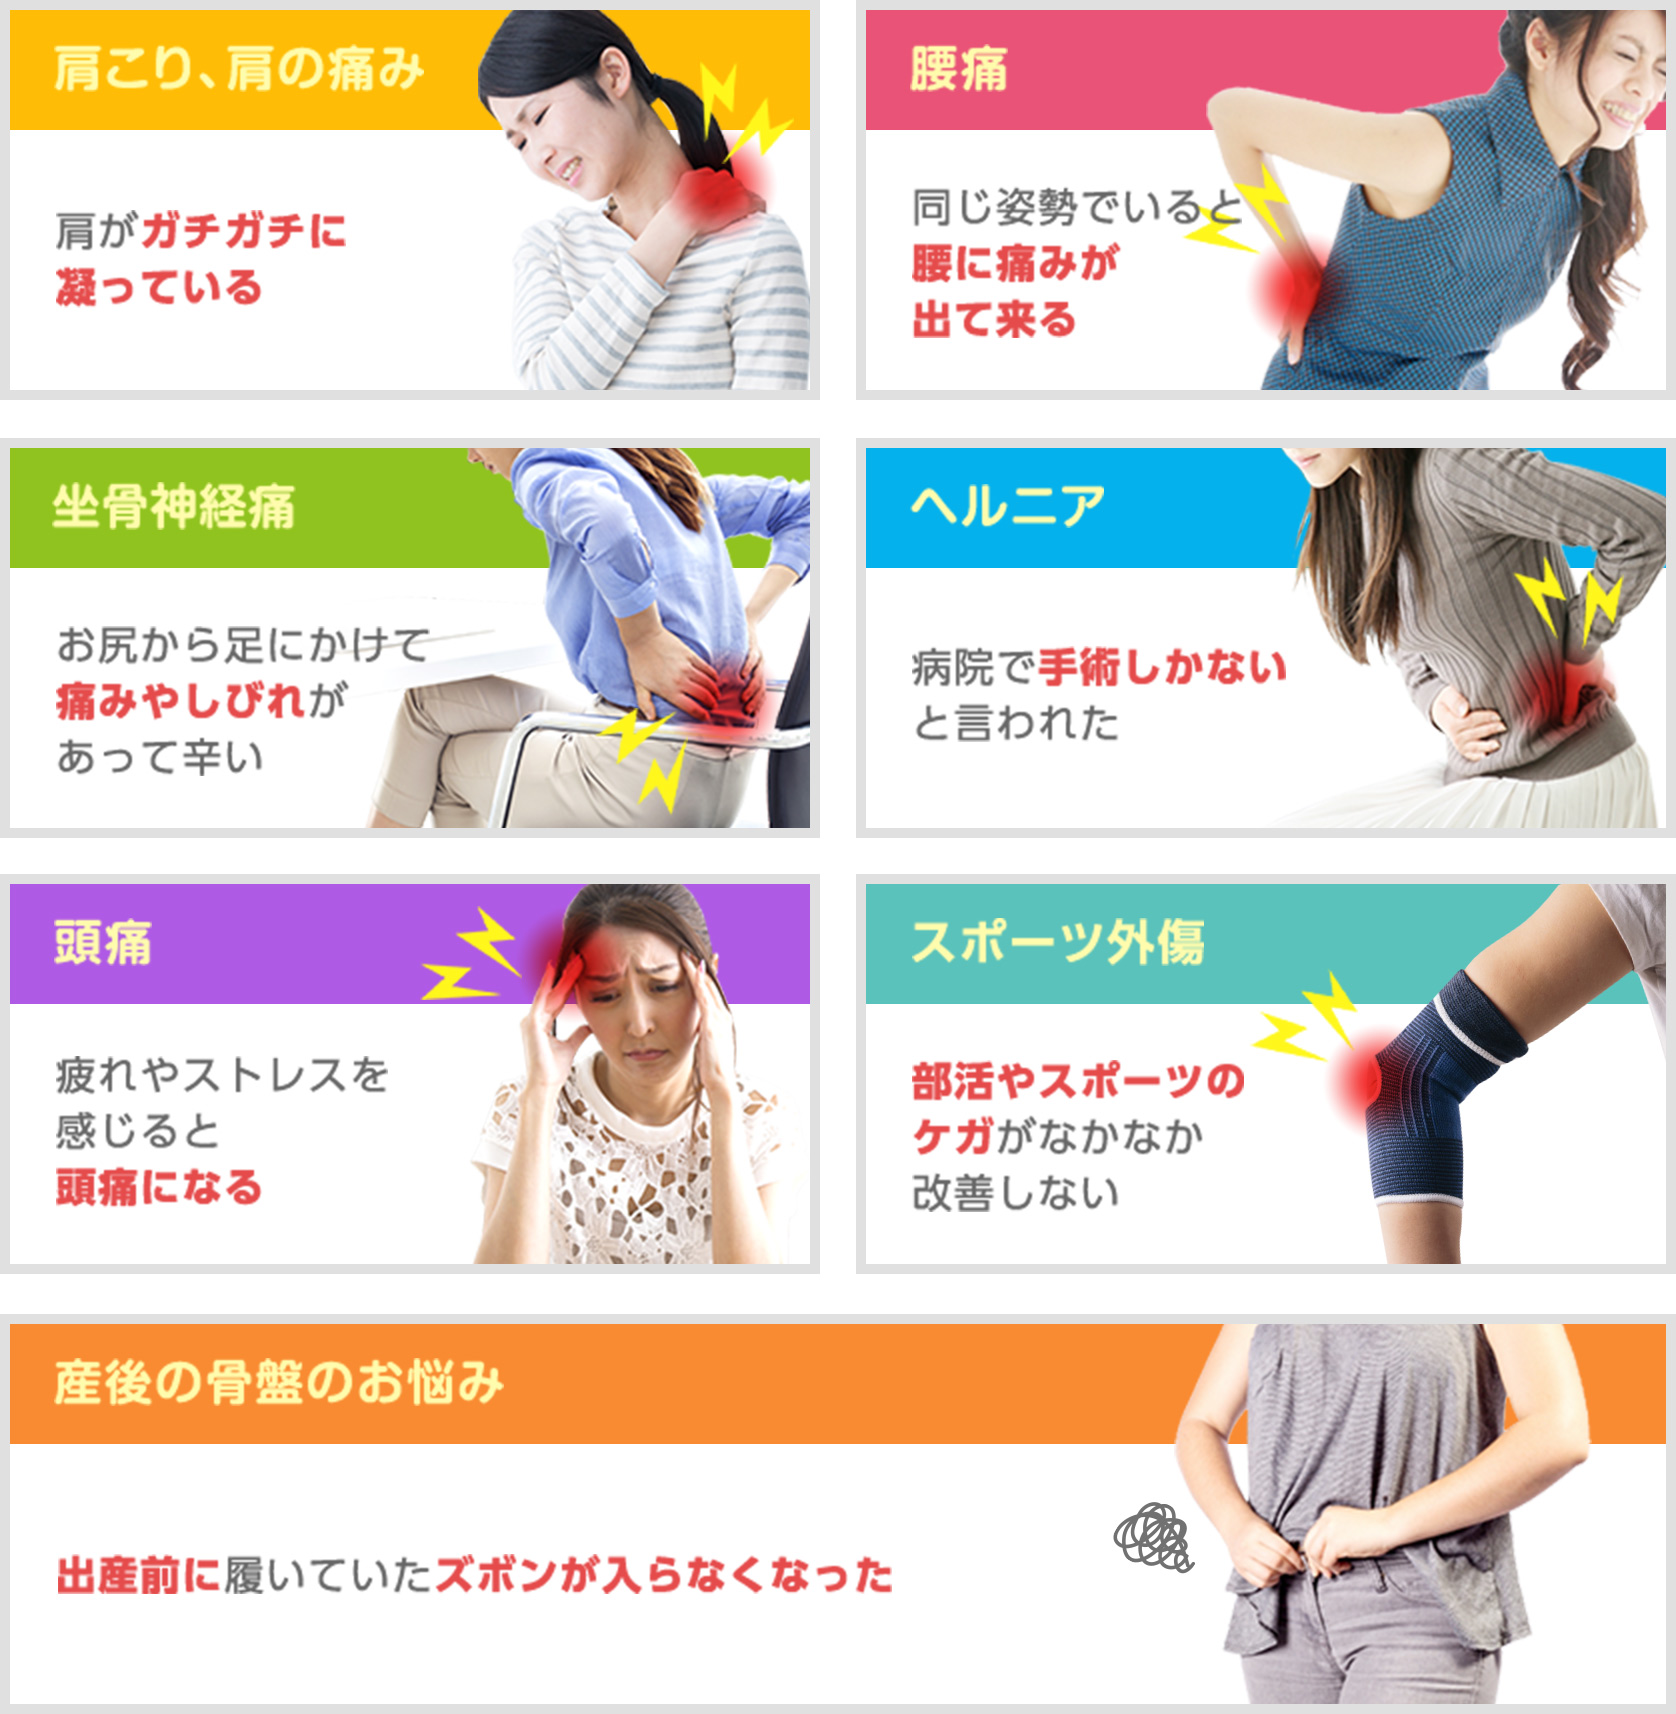 肩こり、肩の痛み
肩がガチガチに
凝っている
腰痛
同じ姿勢でいると
腰に痛みが
出て来る
坐骨神経痛
お尻から足にかけて
痛みやしびれが
あって辛い
ヘルニア
病院で手術しかない
と言われた
頭痛
疲れやストレスを
感じると
頭痛になる
スポーツ外傷
部活やスポーツの
ケガがなかなか
改善しない
産後の骨盤のお悩み
出産前に履いていたズボンが入らなくなった